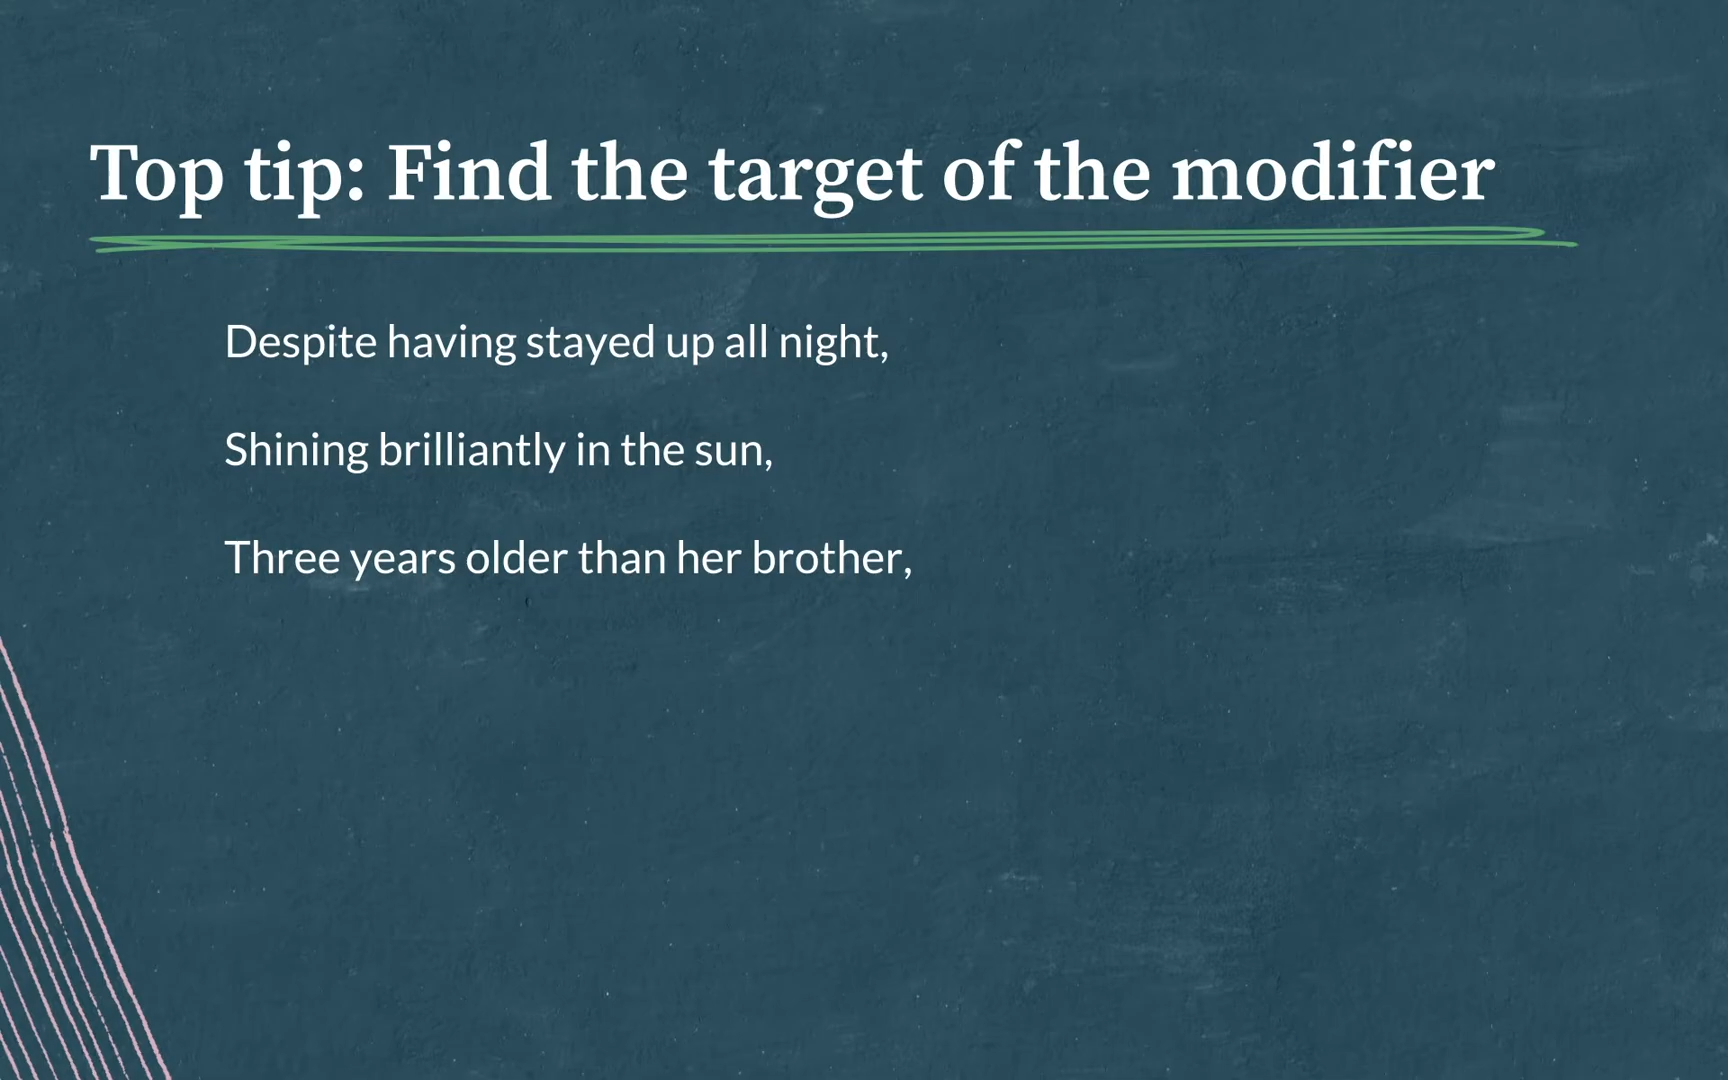 Top tip: Find the target of the modifier
Despite having stayed up all night,
Shining brilliantly in the sun,
Three years older than her brother,